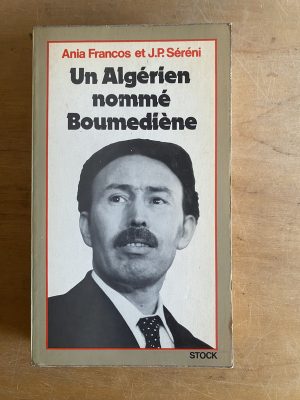 Ania Francos et J.P. Séréni
Un Algérien
nommé
Boumediène
STOCK